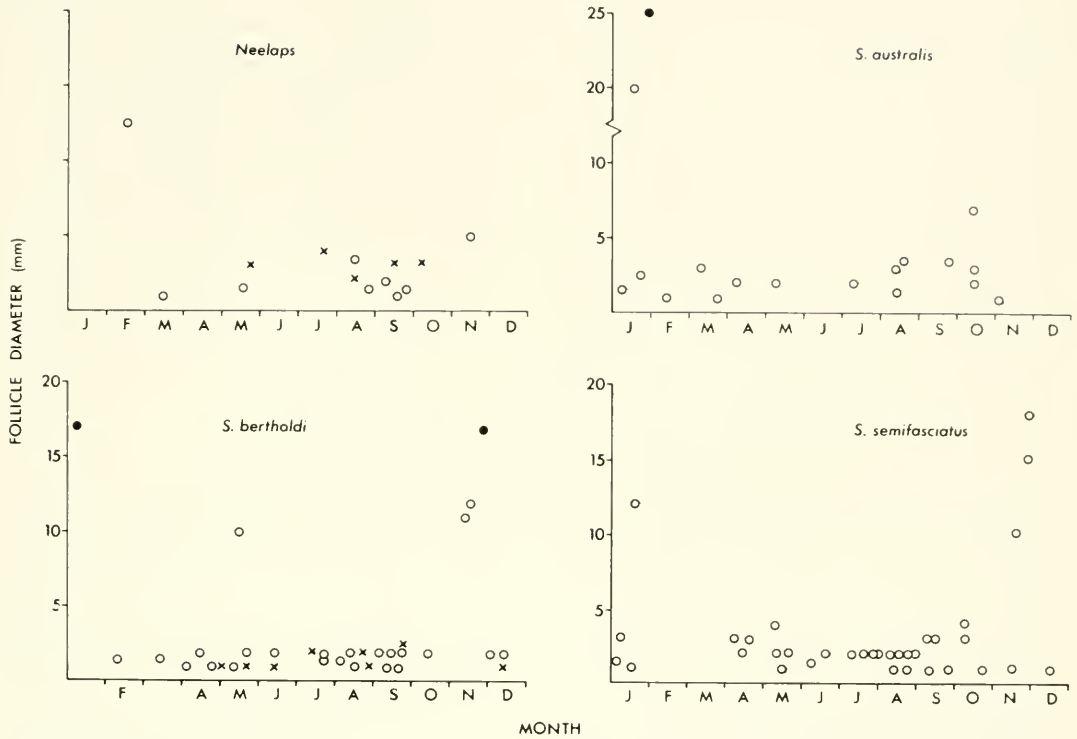 Neelaps
J F M A M J J A S O N D
S. australis
25
20
10
5
J F M A M J J A S O N D
FOLLICLE DIAMETER (mm)
S. bertholdi
20
15
10
5
F A M J J A S O N D
S. semifasciatus
20
15
10
5
J F M A M J J A S O N D
MONTH